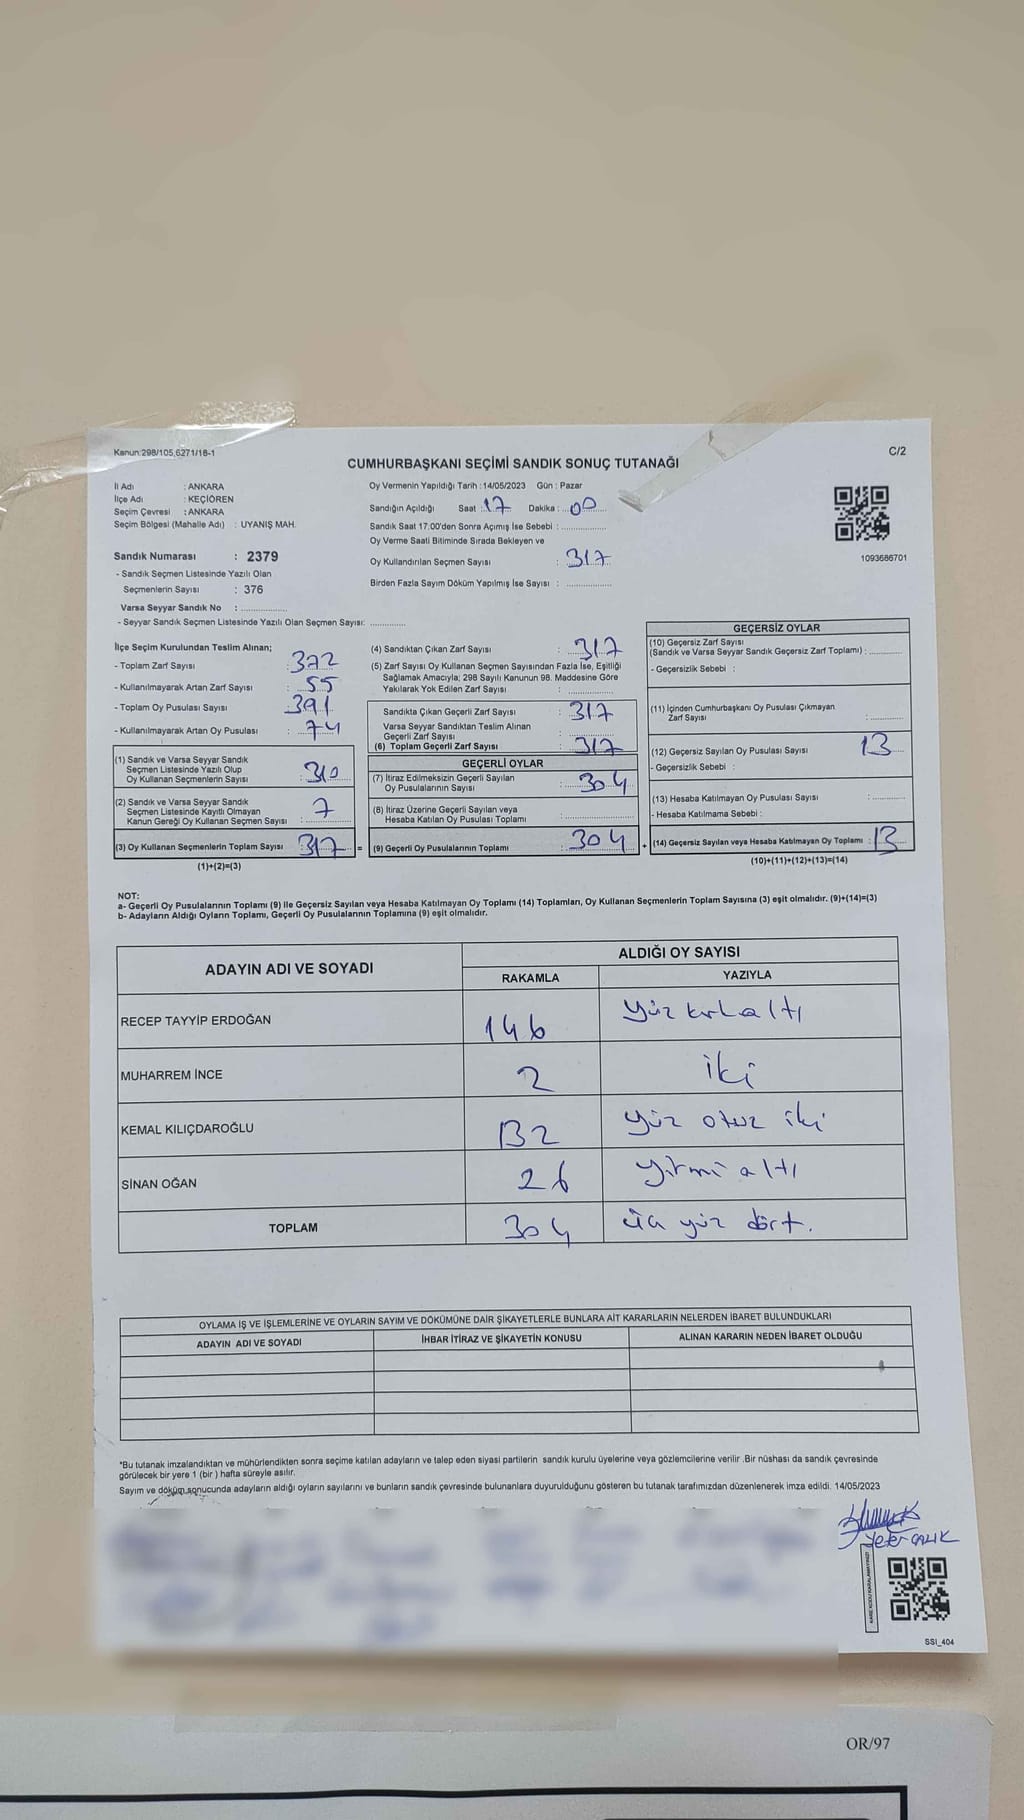 Kanun:298/105,6271/18-1
C/2
CUMHURBAŞKANI SEÇİMİ SANDIK SONUÇ TUTANAĞI
İl Adı : ANKARA
İlçe Adı : KEÇİÖREN
Seçim Çevresi : ANKARA
Seçim Bölgesi (Mahalle Adı) : UYANIŞ MAH.
Sandık Numarası : 2379
- Sandık Seçmen Listesinde Yazılı Olan
Seçmenlerin Sayısı : 376
Varsa Seyyar Sandık No :
- Seyyar Sandık Seçmen Listesinde Yazılı Olan Seçmen Sayısı:
Oy Vermenin Yapıldığı Tarih :14/05/2023 Gün : Pazar
Sandığın Açıldığı Saat : 17 Dakika : 00
Sandık Saat 17:00'den Sonra Açımış İse Sebebi :
Oy Verme Saati Bitiminde Sırada Bekleyen ve
Oy Kullandırılan Seçmen Sayısı : 317
Birden Fazla Sayım Döküm Yapılmış İse Sayısı :
1093686701
İlçe Seçim Kurulundan Teslim Alınan;
- Toplam Zarf Sayısı : 372
- Kullanılmayarak Artan Zarf Sayısı : 55
- Toplam Oy Pusulası Sayısı : 391
- Kullanılmayarak Artan Oy Pusulası : 74
(1) Sandık ve Varsa Seyyar Sandık
Seçmen Listesinde Yazılı Olup
Oy Kullanan Seçmenlerin Sayısı : 310
(2) Sandık ve Varsa Seyyar Sandık
Seçmen Listesinde Kayıtlı Olmayan
Kanun Gereği Oy Kullanan Seçmen Sayısı : 7
(3) Oy Kullanan Seçmenlerin Toplam Sayısı : 317 =
(1)+(2)=(3)
(4) Sandıktan Çıkan Zarf Sayısı : 317
(5) Zarf Sayısı Oy Kullanan Seçmen Sayısından Fazla İse, Eşitliği
Sağlamak Amacıyla; 298 Sayılı Kanunun 98. Maddesine Göre
Yakılarak Yok Edilen Zarf Sayısı :
Sandıkta Çıkan Geçerli Zarf Sayısı : 317
Varsa Seyyar Sandıktan Teslim Alınan
Geçerli Zarf Sayısı :
(6) Toplam Geçerli Zarf Sayısı : 317
GEÇERLİ OYLAR
(7) İtiraz Edilmeksizin Geçerli Sayılan
Oy Pusulalarının Sayısı : 304
(8) İtiraz Üzerine Geçerli Sayılan veya
Hesaba Katılan Oy Pusulası Toplamı :
(9) Geçerli Oy Pusulalarının Toplamı : 304 +
GEÇERSİZ OYLAR
(10) Geçersiz Zarf Sayısı
(Sandık ve Varsa Seyyar Sandık Geçersiz Zarf Toplamı) :
- Geçersizlik Sebebi :
(11) İçinden Cumhurbaşkanı Oy Pusulası Çıkmayan
Zarf Sayısı :
(12) Geçersiz Sayılan Oy Pusulası Sayısı : 13
- Geçersizlik Sebebi :
(13) Hesaba Katılmayan Oy Pusulası Sayısı :
- Hesaba Katılmama Sebebi :
(14) Geçersiz Sayılan veya Hesaba Katılmayan Oy Toplamı : 13
(10)+(11)+(12)+(13)=(14)
NOT:
a- Geçerli Oy Pusulalarının Toplamı (9) ile Geçersiz Sayılan veya Hesaba Katılmayan Oy Toplamı (14) Toplamları, Oy Kullanan Seçmenlerin Toplam Sayısına (3) eşit olmalıdır. (9)+(14)=(3)
b- Adayların Aldığı Oyların Toplamı, Geçerli Oy Pusulalarının Toplamına (9) eşit olmalıdır.
ADAYIN ADI VE SOYADI
ALDIĞI OY SAYISI
RAKAMLA YAZIYLA
RECEP TAYYİP ERDOĞAN 146 yüz kırk altı
MUHARREM İNCE 2 iki
KEMAL KILIÇDAROĞLU 132 yüz otuz iki
SİNAN OĞAN 26 yirmi altı
TOPLAM 304 üç yüz dört.
OYLAMA İŞ VE İŞLEMLERİNE VE OYLARIN SAYIM VE DÖKÜMÜNE DAİR ŞİKAYETLERLE BUNLARA AİT KARARLARIN NELERDEN İBARET BULUNDUKLARI
ADAYIN ADI VE SOYADI İHBAR İTİRAZ VE ŞİKAYETİN KONUSU ALINAN KARARIN NEDEN İBARET OLDUĞU
*Bu tutanak imzalandıktan ve mühürlendikten sonra seçime katılan adayların ve talep eden siyasi partilerin sandık kurulu üyelerine veya gözlemcilerine verilir .Bir nüshası da sandık çevresinde
görülecek bir yere 1 (bir ) hafta süreyle asılır.
Sayım ve döküm sonucunda adayların aldığı oyların sayılarını ve bunların sandık çevresinde bulunanlara duyurulduğunu gösteren bu tutanak tarafımızdan düzenlenerek imza edildi. 14/05/2023
SSI_404
OR/97